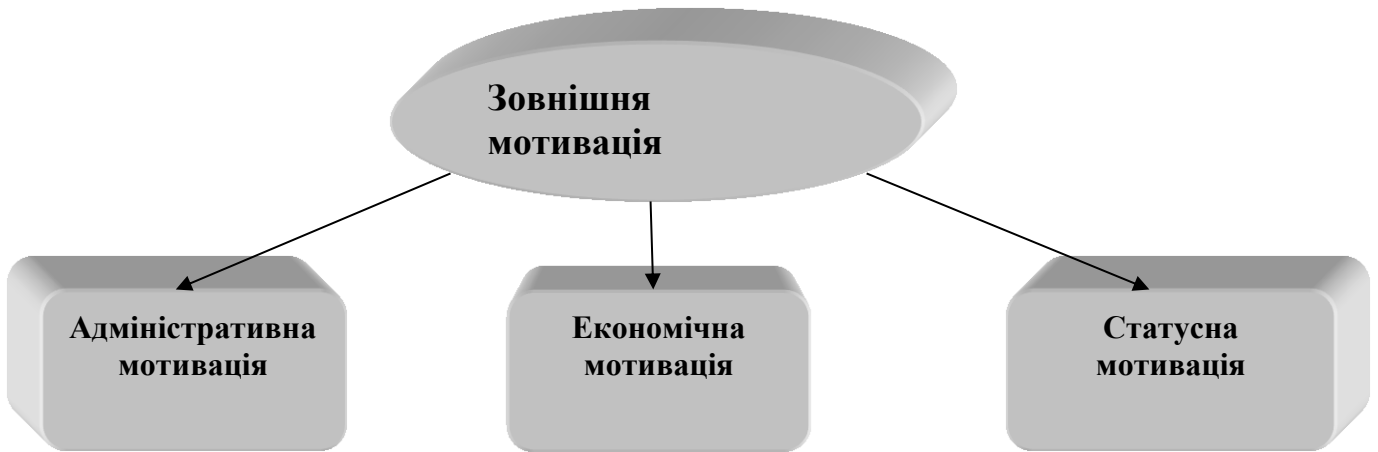 Зовнішня
мотивація
Адміністративна
мотивація
Економічна
мотивація
Статусна
мотивація